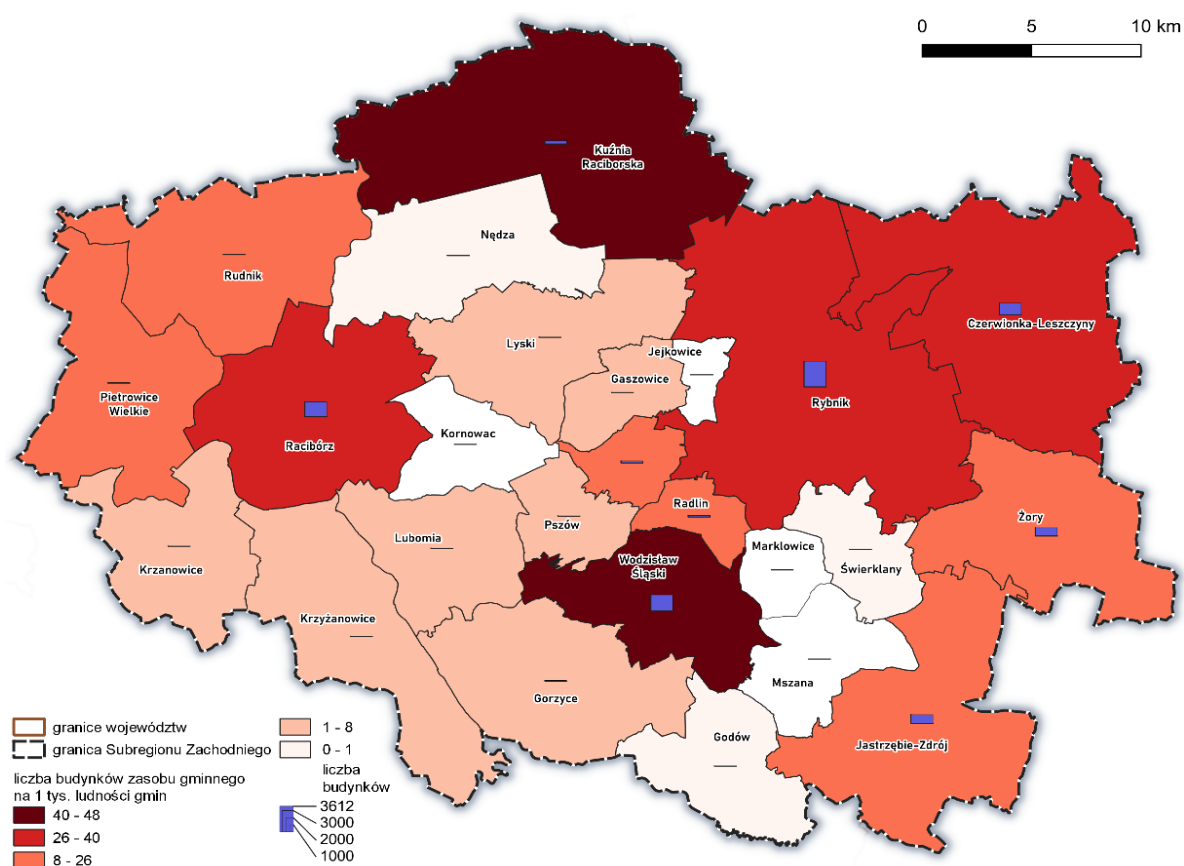 0 5 10 km
Kuźnia
Raciborska
Nędza
Rudnik
Czerwionka-Leszczyny
Lyski
Jejkowice
Gaszowice
Pietrowice
Wielkie
Rybnik
Kornowac
Racibórz
Radlin
Żory
Pszów
Lubomia
Marklowice
Wodzisław
Śląski
Świerklany
Krzanowice
Krzyżanowice
Mszana
Gorzyce
Godów
Jastrzębie-Zdrój
granice województw
granica Subregionu Zachodniego
liczba budynków zasobu gminnego
na 1 tys. ludności gmin
40 - 48
26 - 40
8 - 26
1 - 8
0 - 1
liczba
budynków
3612
3000
2000
1000